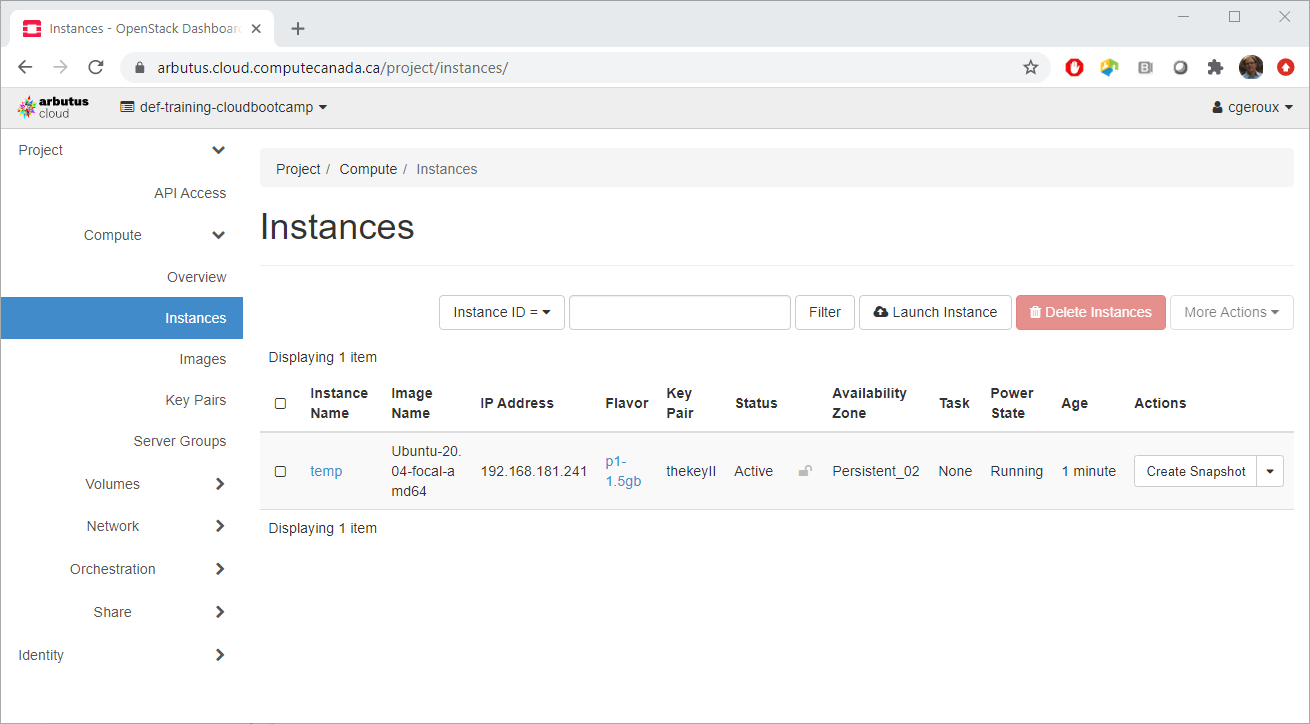 Instances - OpenStack Dashboar
arbutus.cloud.computecanada.ca/project/instances/
arbutus
cloud
def-training-cloudbootcamp
cgeroux
Project
API Access
Compute
Overview
Instances
Images
Key Pairs
Server Groups
Volumes
Network
Orchestration
Share
Identity
Project / Compute / Instances
Instances
Instance ID = Filter Launch Instance Delete Instances More Actions
Displaying 1 item
Instance Name Image Name IP Address Flavor Key Pair Status Availability Zone Task Power State Age Actions
temp Ubuntu-20.04-focal-amd64 192.168.181.241 p1-1.5gb thekeyII Active Persistent_02 None Running 1 minute Create Snapshot
Displaying 1 item